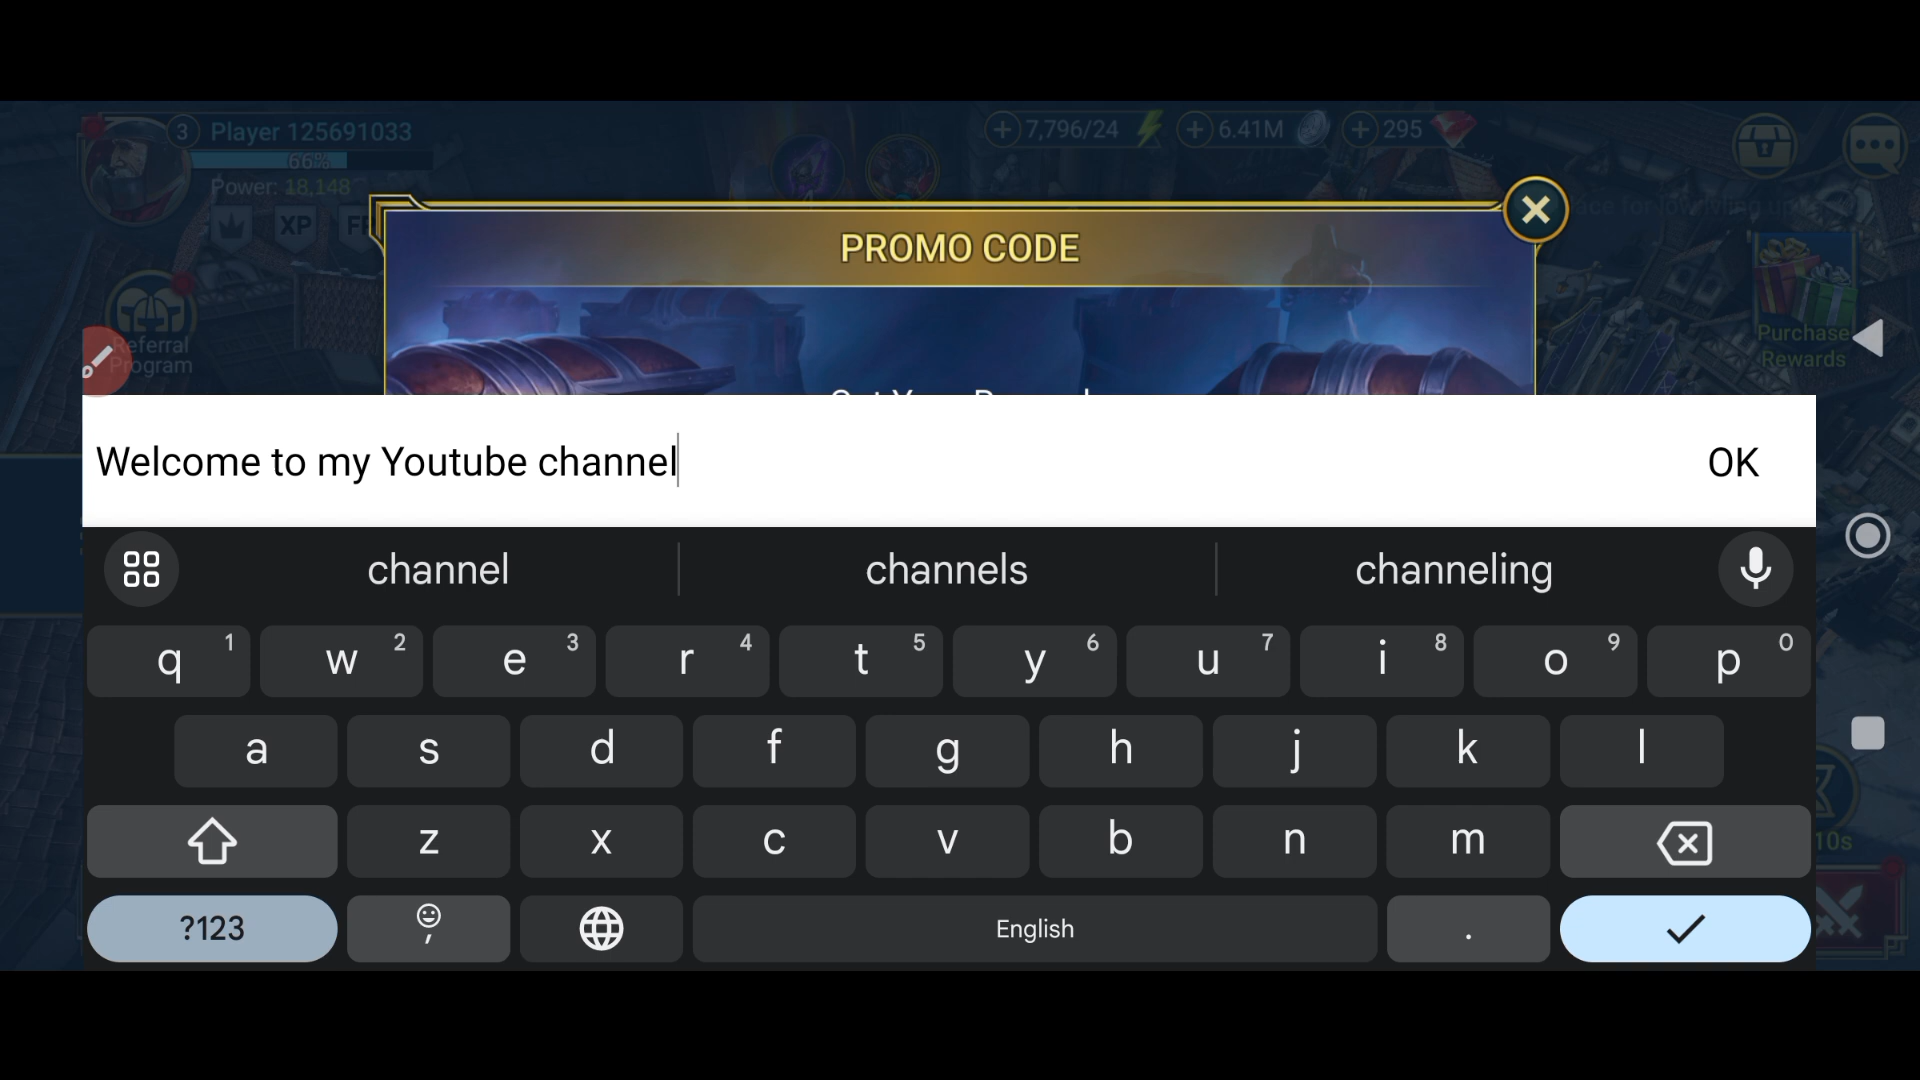 3 Player 125691033
66%
Power: 18,148
XP
7,796/24
6.41M
295
PROMO CODE
Referral
Program
Purchase
Rewards
Welcome to my Youtube channel
OK
channel channels channeling
q 1 w 2 e 3 r 4 t 5 y 6 u 7 i 8 o 9 p 0
a s d f g h j k l
z x c v b n m
10s
?123 , English .